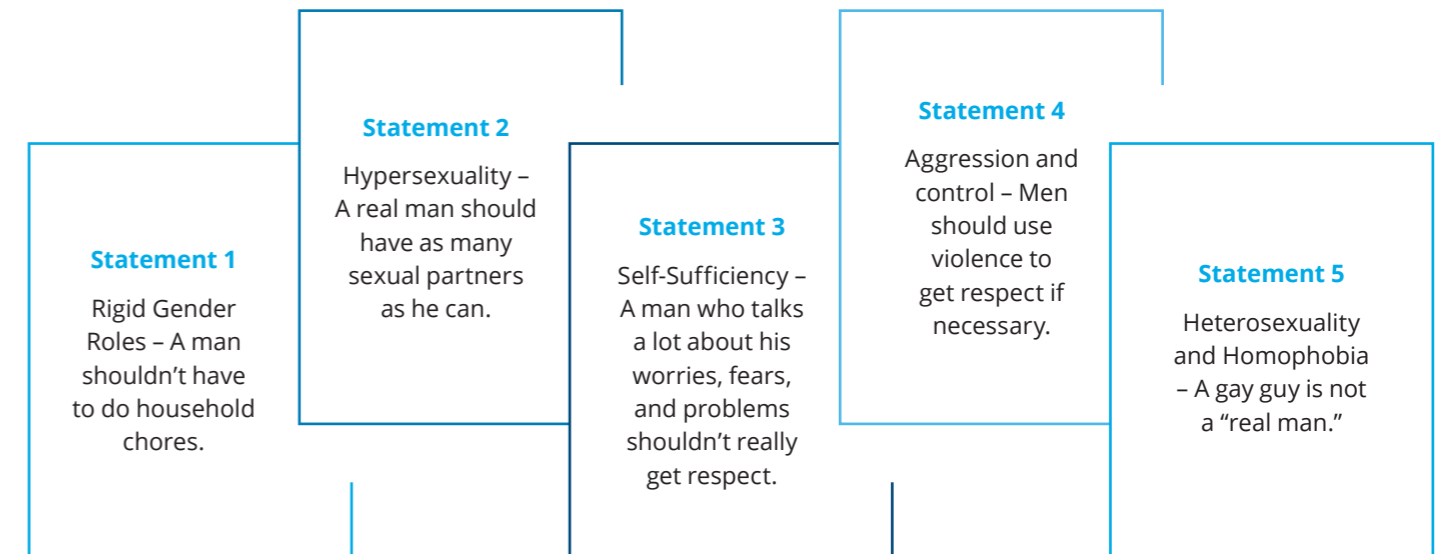 Statement 1
Rigid Gender
Roles – A man
shouldn’t have
to do household
chores.
Statement 2
Hypersexuality –
A real man should
have as many
sexual partners
as he can.
Statement 3
Self-Sufficiency –
A man who talks
a lot about his
worries, fears,
and problems
shouldn’t really
get respect.
Statement 4
Aggression and
control – Men
should use
violence to
get respect if
necessary.
Statement 5
Heterosexuality
and Homophobia
– A gay guy is not
a “real man.”